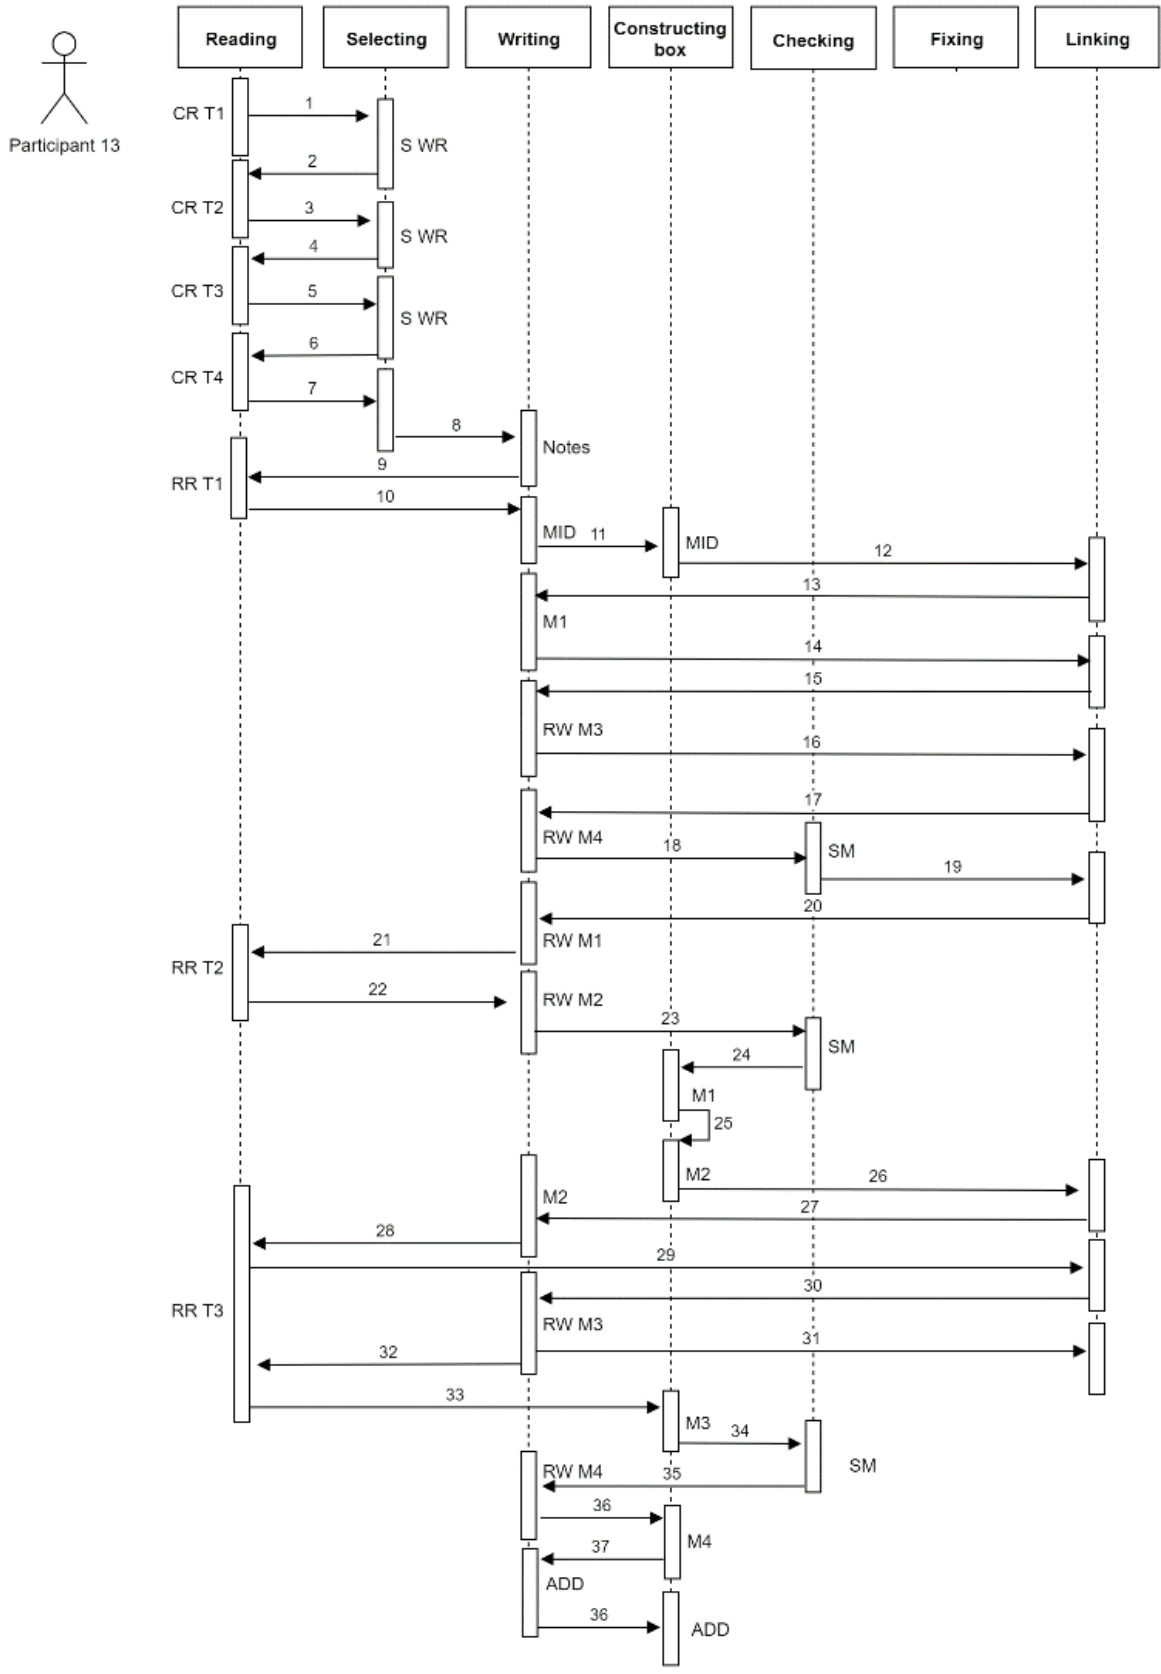 Reading
Selecting
Writing
Constructing
box
Checking
Fixing
Linking
Participant 13
CR T1
1
S WR
2
CR T2
3
S WR
4
CR T3
5
S WR
6
CR T4
7
8
Notes
9
RR T1
10
MID
11
MID
12
13
M1
14
15
RW M3
16
17
RW M4
18
SM
19
20
RW M1
21
RR T2
22
RW M2
23
SM
24
M1
25
M2
26
M2
27
28
29
30
RR T3
RW M3
31
32
33
M3
34
SM
RW M4
35
36
M4
37
ADD
36
ADD